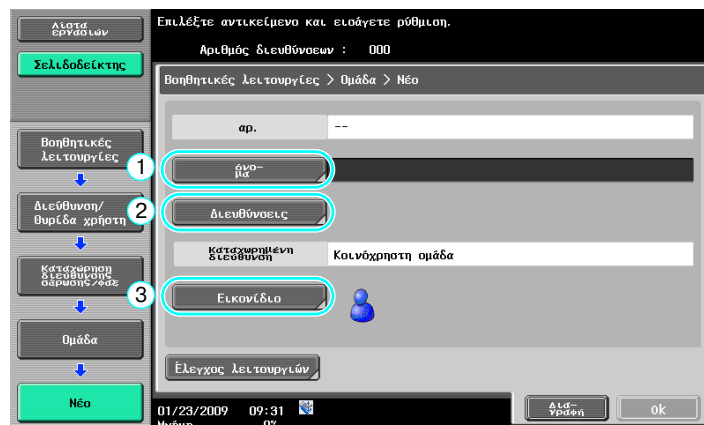 Λίστα
εργασιών
Σελιδοδείκτης
Επιλέξτε αντικείμενο και εισάγετε ρύθμιση.
Αριθμός διευθύνσεων : 000
Βοηθητικές λειτουργίες > Ομάδα > Νέο
αρ.
--
Βοηθητικές
λειτουργίες
1
όνο-
μα
Διεύθυνση/
θυρίδα χρήστη
2
Διευθύνσεις
Καταχωρημένη
διεύθυνση
Κοινόχρηστη ομάδα
Καταχώρηση
διεύθυνσης
σάρωσης/φαξ
3
Εικονίδιο
Ομάδα
Έλεγχος λειτουργιών
Νέο
01/23/2009 09:31
Μνήμη 0%
Δια-
γραφή
Ok